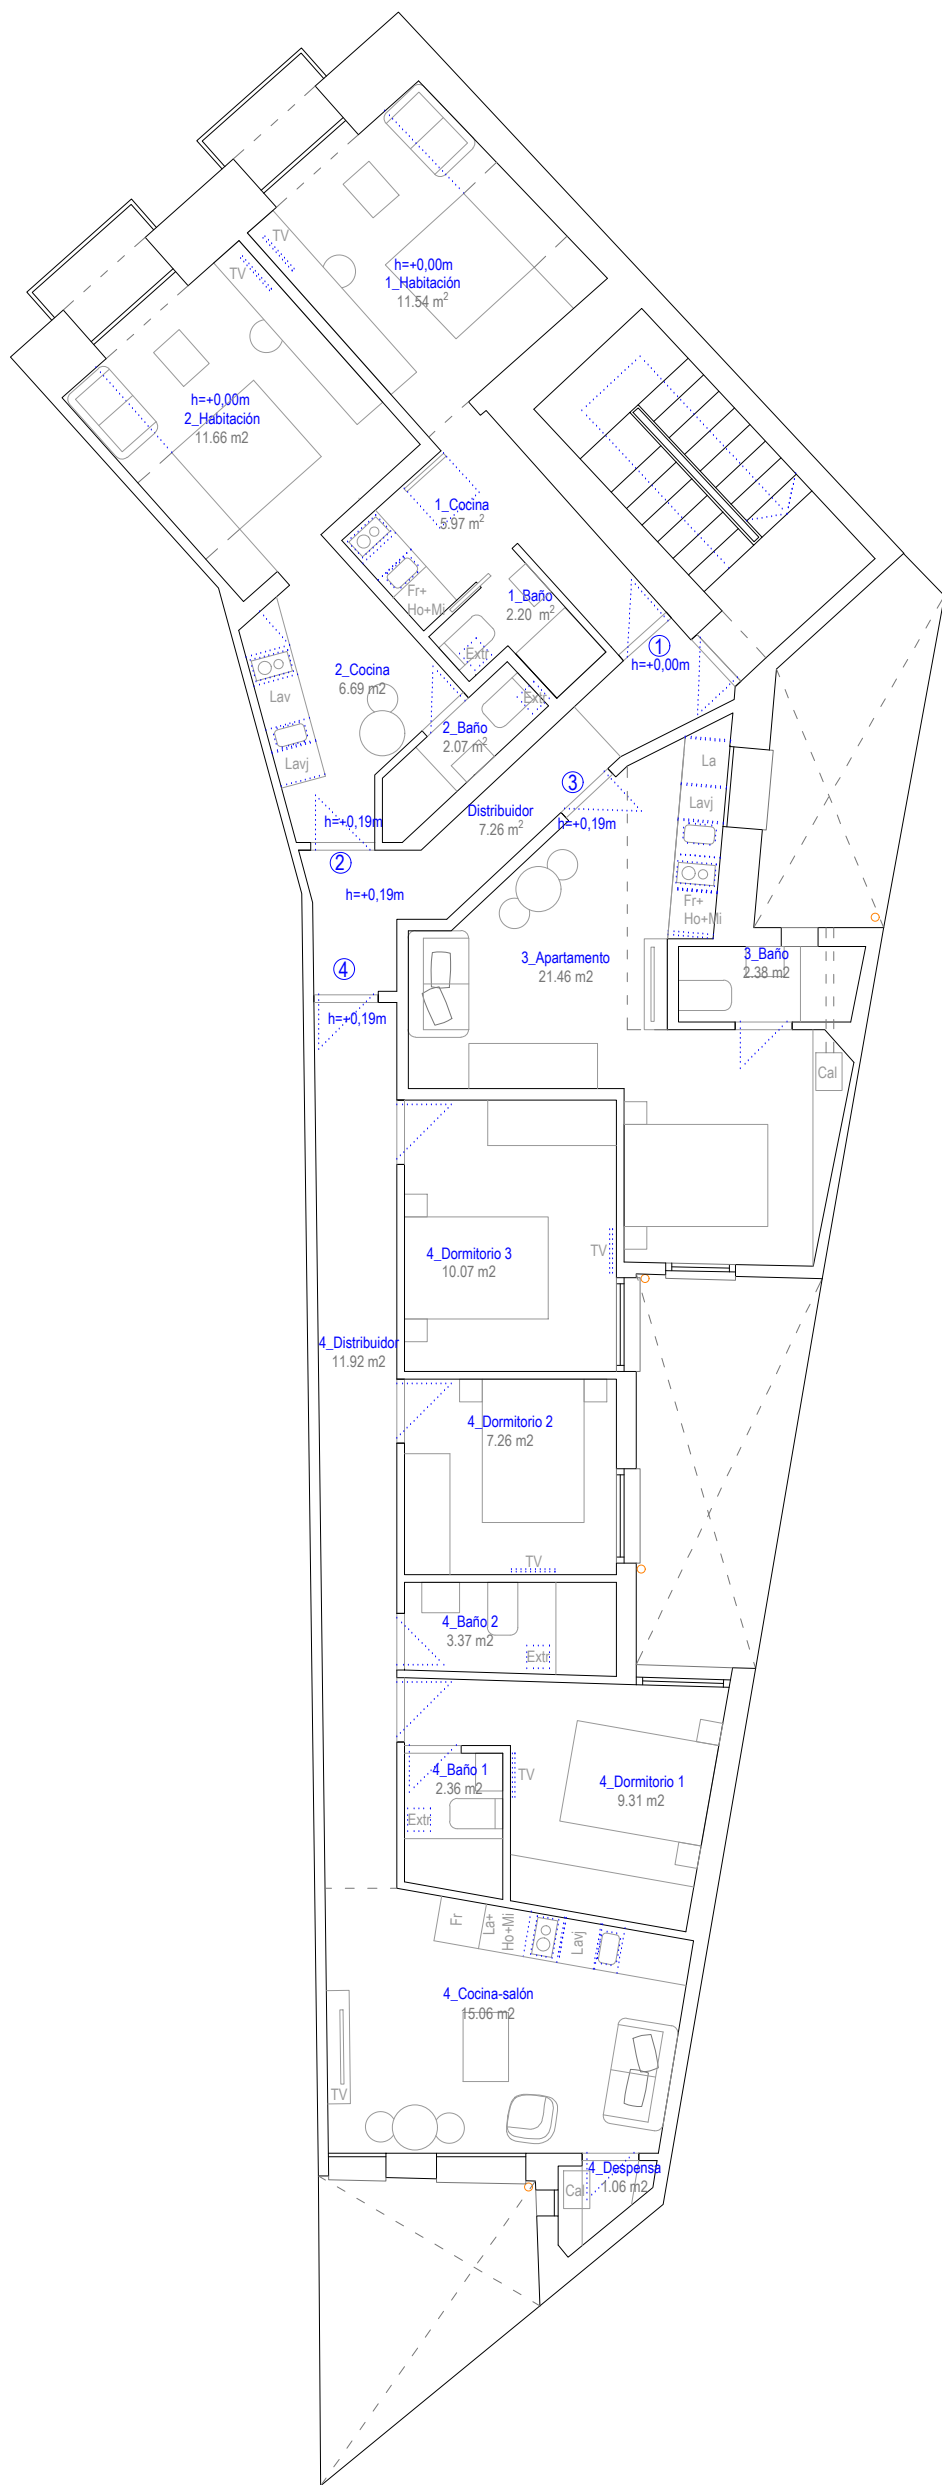 TV
h=+0,00m
1_Habitación
11.54 m²
TV
h=+0,00m
2_Habitación
11.66 m2
1_Cocina
5.97 m²
Fr+
Ho+Mi
1_Baño
2.20 m²
Extr
1
h=+0,00m
2_Cocina
6.69 m2
Lav
Lavj
Extr
2_Baño
2.07 m²
La
Lavj
Fr+
Ho+Mi
3
Distribuidor
7.26 m²
h=+0,19m
h=+0,19m
2
h=+0,19m
3_Apartamento
21.46 m2
3_Baño
2.38 m2
4
h=+0,19m
Cal
4_Dormitorio 3
10.07 m2
TV
4_Distribuidor
11.92 m2
4_Dormitorio 2
7.26 m2
TV
4_Baño 2
3.37 m2
Extr
4_Baño 1
2.36 m2
TV
Extr
4_Dormitorio 1
9.31 m2
Fr
La+
Ho+Mi
Lavj
4_Cocina-salón
15.06 m2
TV
4_Despensa
1.06 m2
Cal